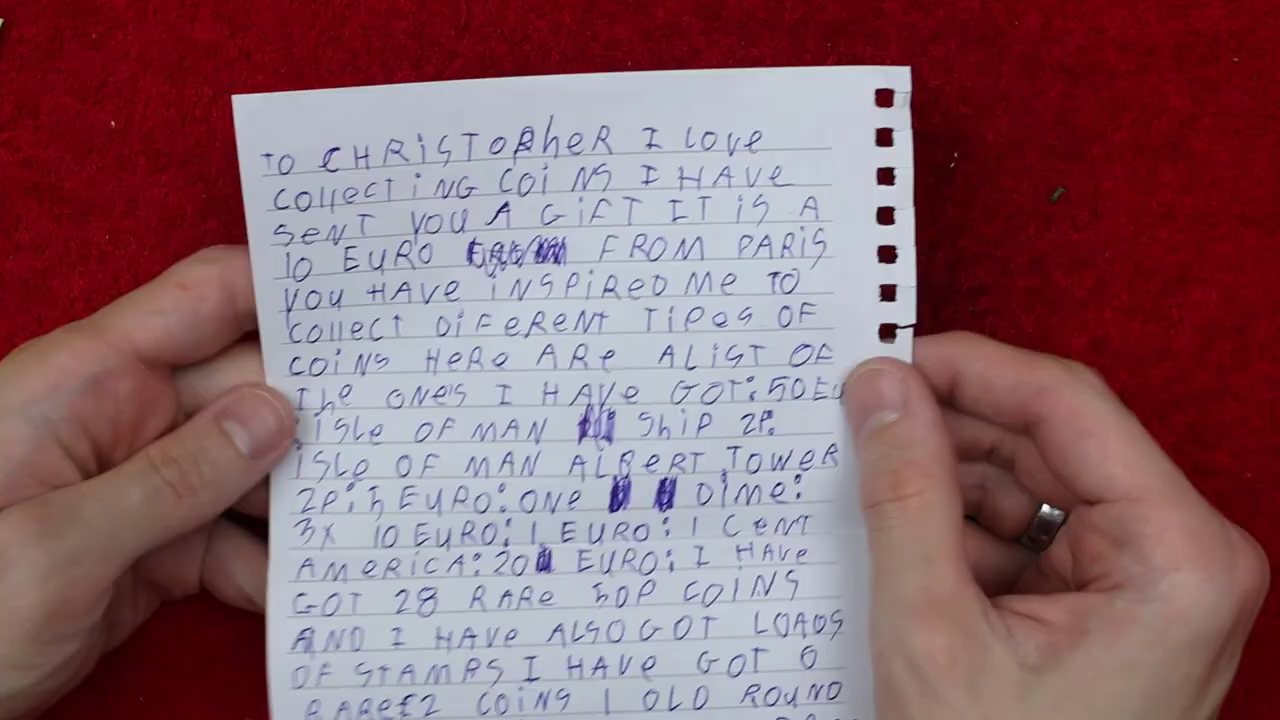 TO CHRiSTOPheR I Love
Collecting COiNS I HAVe
SeNT YOU A GiFT IT iS A
10 EURO FROM PARiS
YOU HAVe iNSPiReD Me TO
Collect DiFeReNT TiPeS OF
COiNS HeRe ARe A LiST OF
The ONeS I HAVe GOT: 50 EU
iSle OF MAN ShiP 2P:
iSle OF MAN ALBeRT TOWeR
2P: 5 EURO: ONe DiMe:
3X 10 EURO: 1 EURO: 1 CeNT
AMeRiCA: 20 EURO: I HAVe
GOT 28 RARe 50P COiNS
AND I HAVe ALSO GOT LOADS
OF STAMPS I HAVe GOT 6
RARe £2 COiNS 1 OLD ROUND